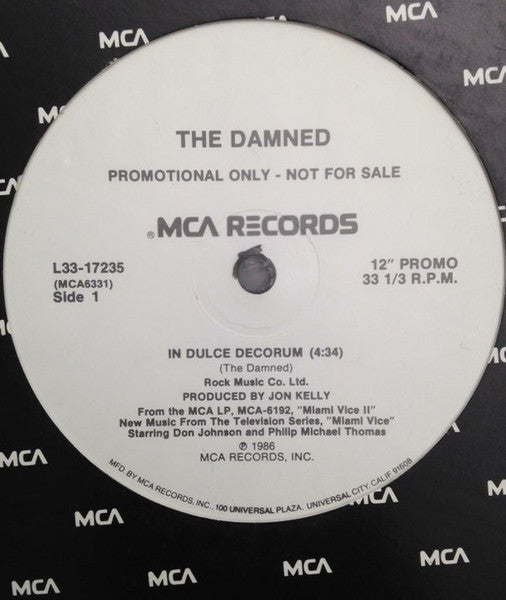 MCA
MCA
MCA
THE DAMNED
PROMOTIONAL ONLY - NOT FOR SALE
® MCA RECORDS
L33-17235
(MCA6331)
Side 1
12" PROMO
33 1/3 R.P.M.
IN DULCE DECORUM (4:34)
(The Damned)
Rock Music Co. Ltd.
PRODUCED BY JON KELLY
From the MCA LP, MCA-6192, "Miami Vice II"
New Music From The Television Series, "Miami Vice"
Starring Don Johnson and Philip Michael Thomas
℗ 1986
MCA RECORDS, INC.
MFD. BY MCA RECORDS, INC., 100 UNIVERSAL PLAZA, UNIVERSAL CITY, CALIF. 91608
MCA
MCA
MCA
MCA
MCA
MCA